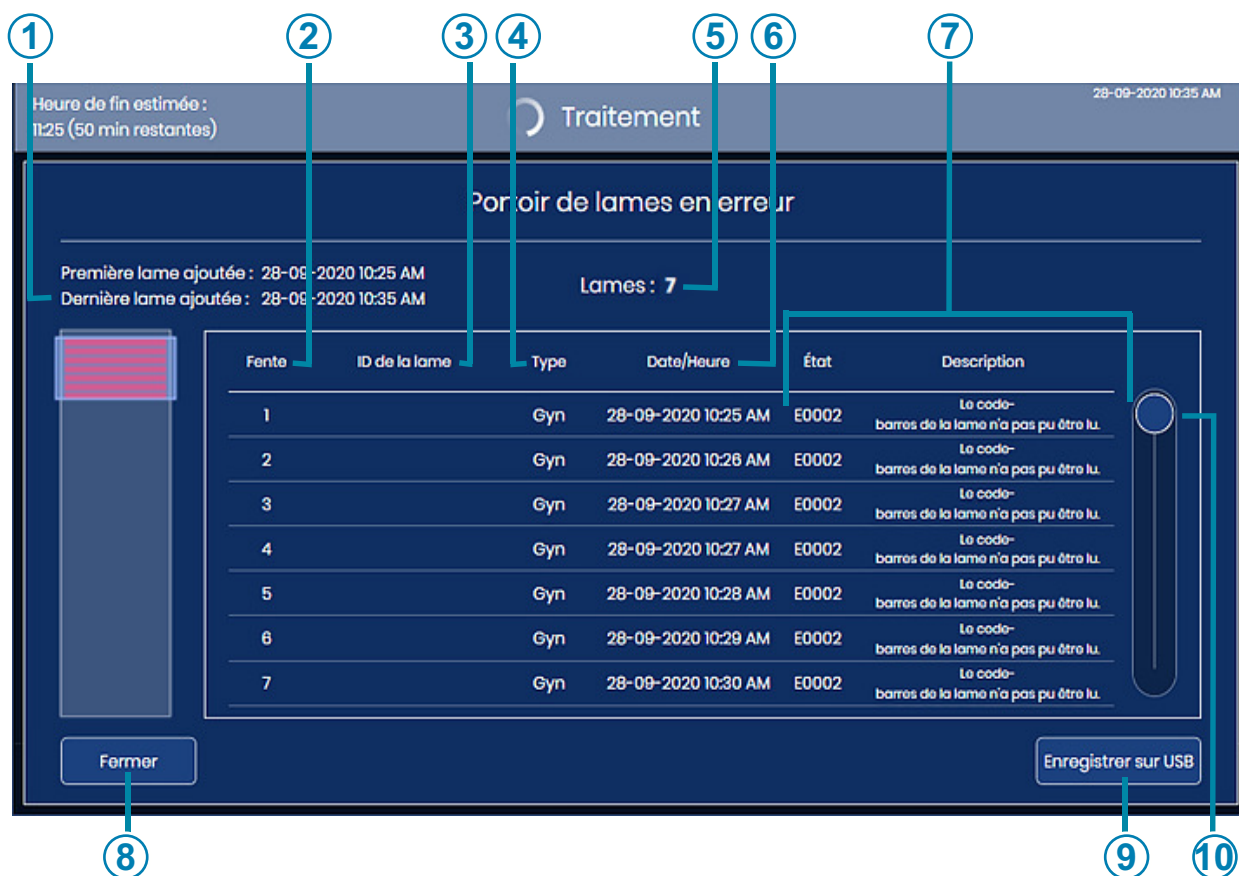 1 2 3 4 5 6 7
Heure de fin estimée :
11:25 (50 min restantes)
Traitement
28-09-2020 10:35 AM
Portoir de lames en erreur
Première lame ajoutée : 28-09-2020 10:25 AM
Dernière lame ajoutée : 28-09-2020 10:35 AM
Lames : 7
Fente ID de la lame Type Date/Heure État Description
1 Gyn 28-09-2020 10:25 AM E0002 Le code-
barres de la lame n'a pas pu être lu.
2 Gyn 28-09-2020 10:26 AM E0002 Le code-
barres de la lame n'a pas pu être lu.
3 Gyn 28-09-2020 10:27 AM E0002 Le code-
barres de la lame n'a pas pu être lu.
4 Gyn 28-09-2020 10:27 AM E0002 Le code-
barres de la lame n'a pas pu être lu.
5 Gyn 28-09-2020 10:28 AM E0002 Le code-
barres de la lame n'a pas pu être lu.
6 Gyn 28-09-2020 10:29 AM E0002 Le code-
barres de la lame n'a pas pu être lu.
7 Gyn 28-09-2020 10:30 AM E0002 Le code-
barres de la lame n'a pas pu être lu.
Fermer
Enregistrer sur USB
8 9 10